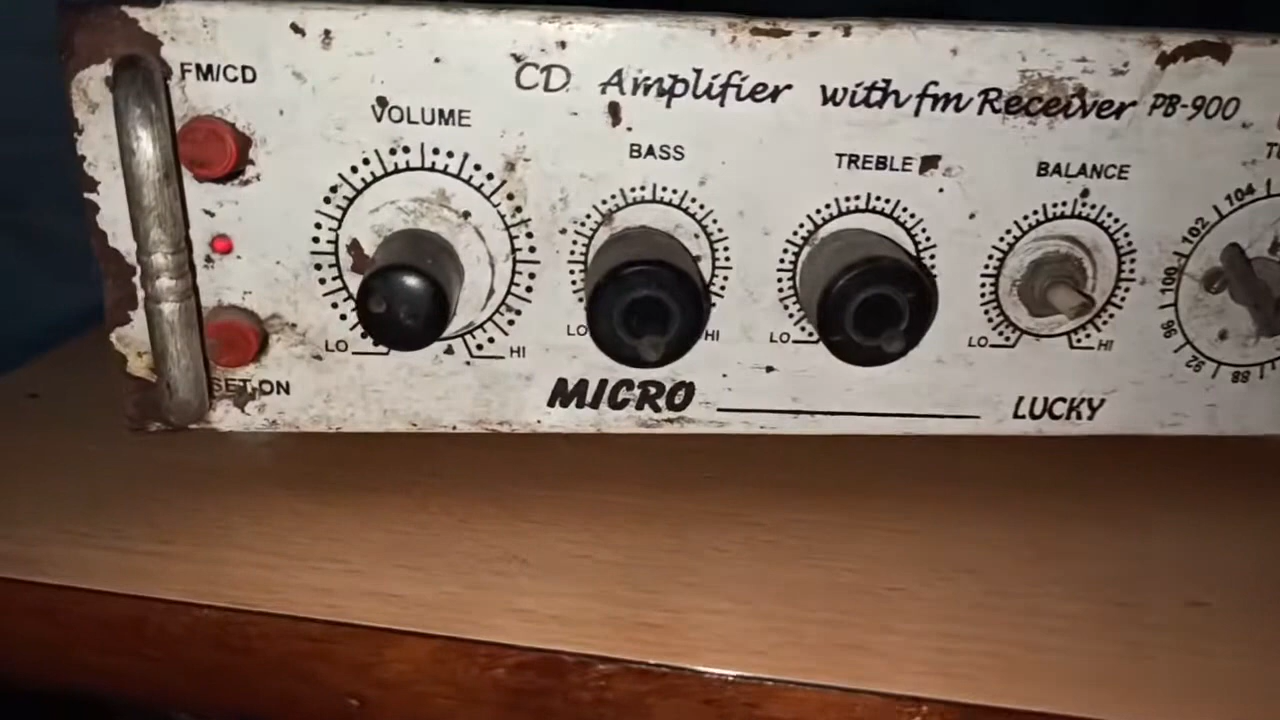 CD Amplifier with fm Receiver PB-900
FM/CD
VOLUME
BASS
TREBLE
BALANCE
LO
HI
LO
HI
LO
LO
HI
104
102
100
96
92
88
SET ON
MICRO
LUCKY